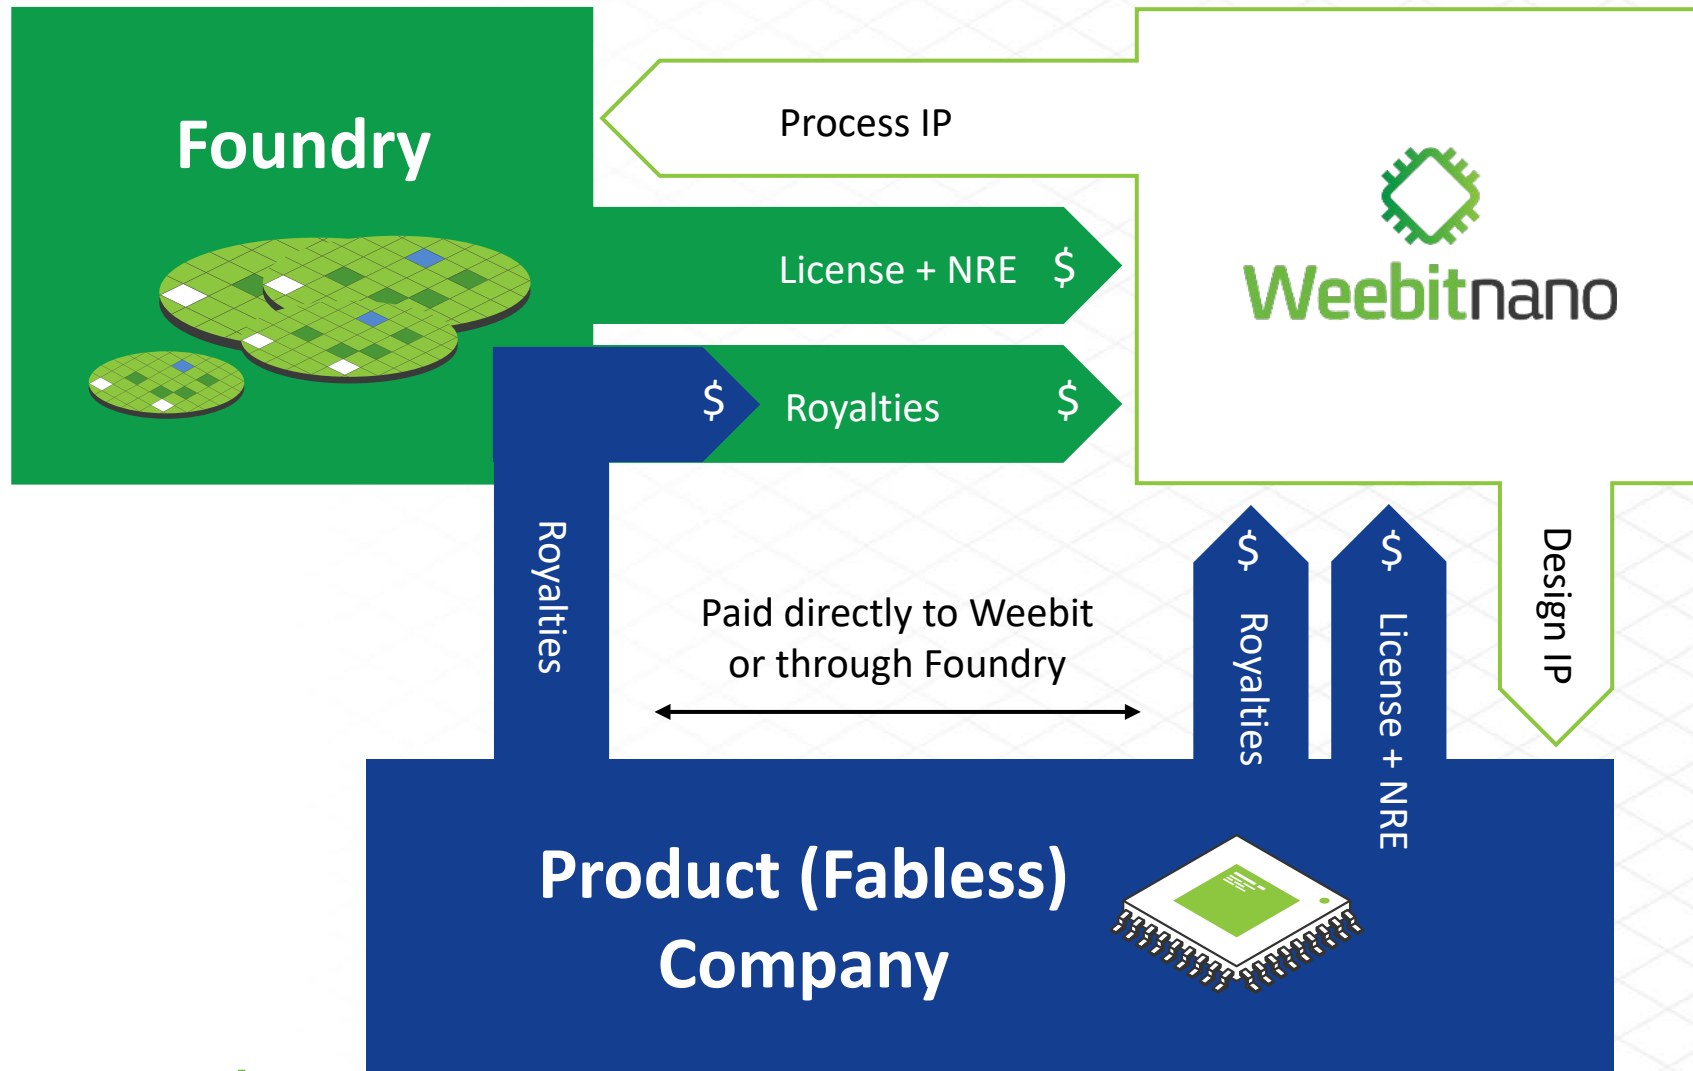 Foundry
Process IP
License + NRE $
$ Royalties $
Weebitnano
Royalties
Paid directly to Weebit
or through Foundry
$ Royalties
$ License + NRE
Design IP
Product (Fabless)
Company